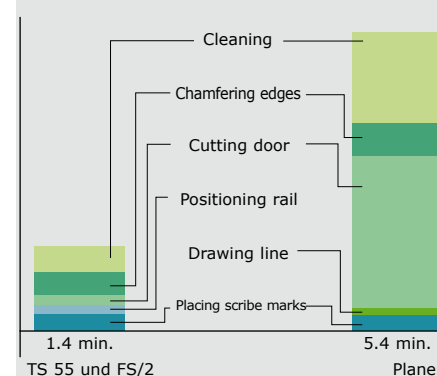 Cleaning
Chamfering edges
Cutting door
Positioning rail
Drawing line
Placing scribe marks
1.4 min.
5.4 min.
TS 55 und FS/2
Plane